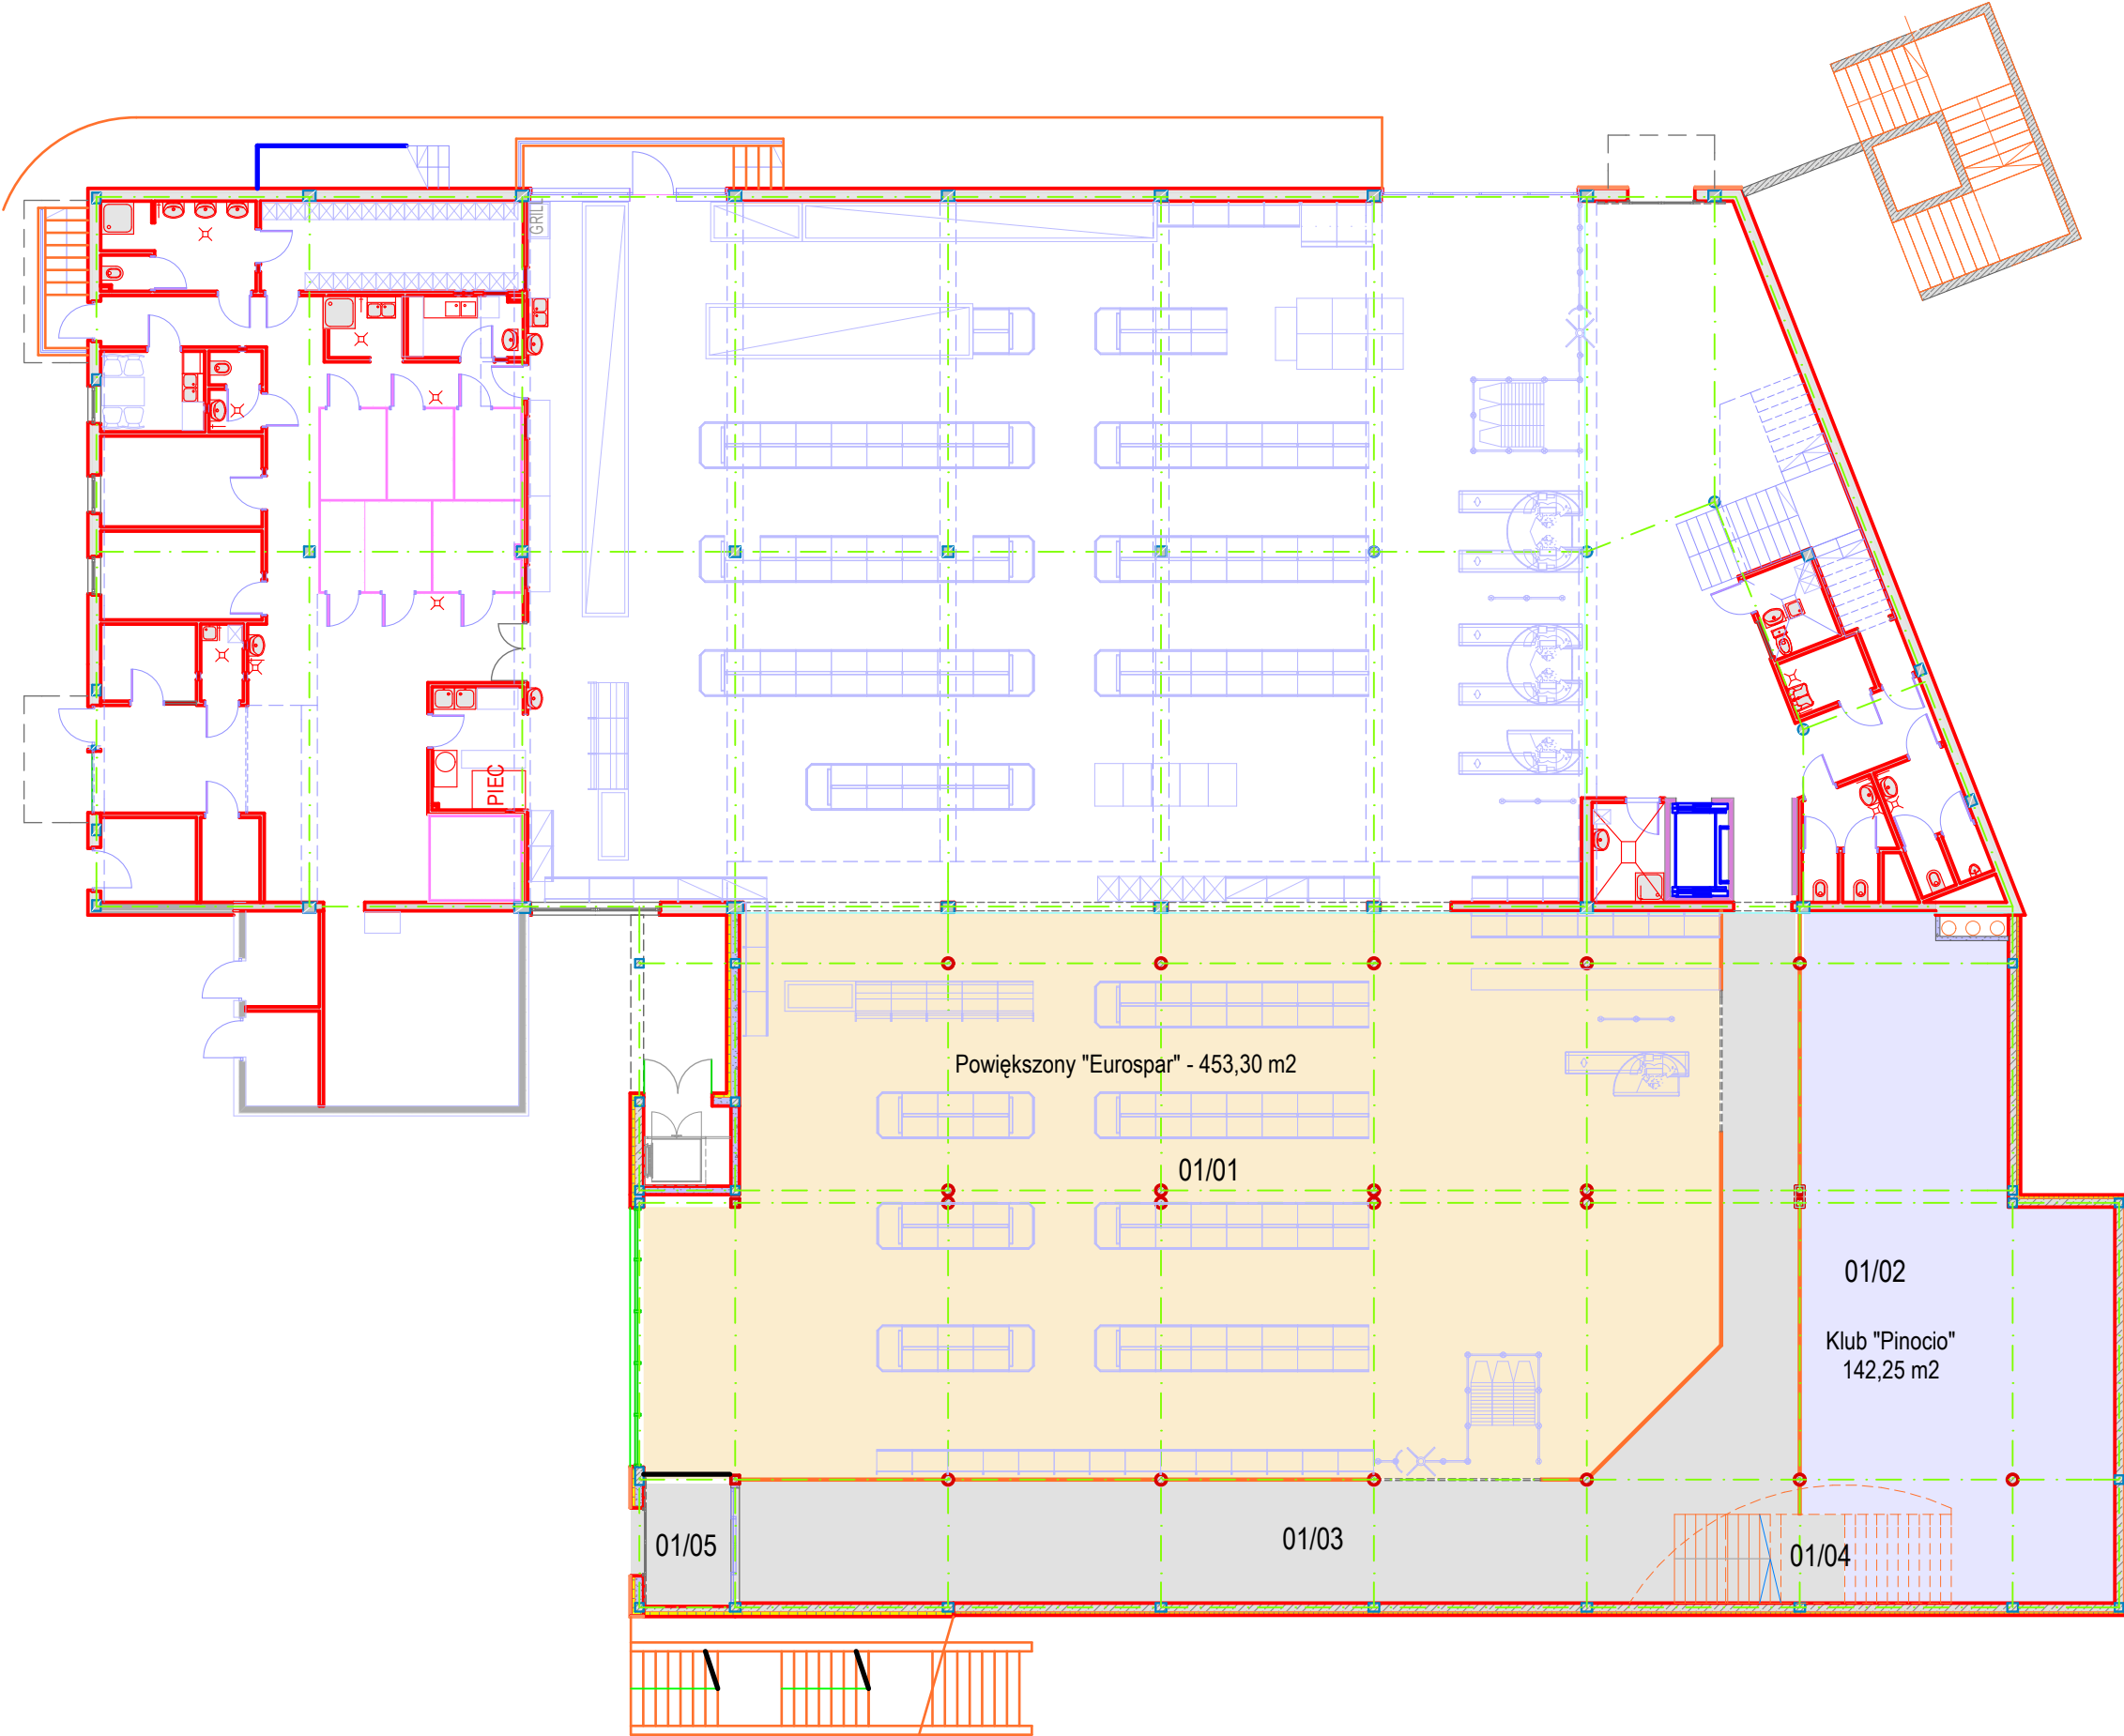 GRILL
PIEC
Powiększony "Eurospar" - 453,30 m2
01/01
01/02
Klub "Pinocio"
142,25 m2
01/03
01/05
01/04